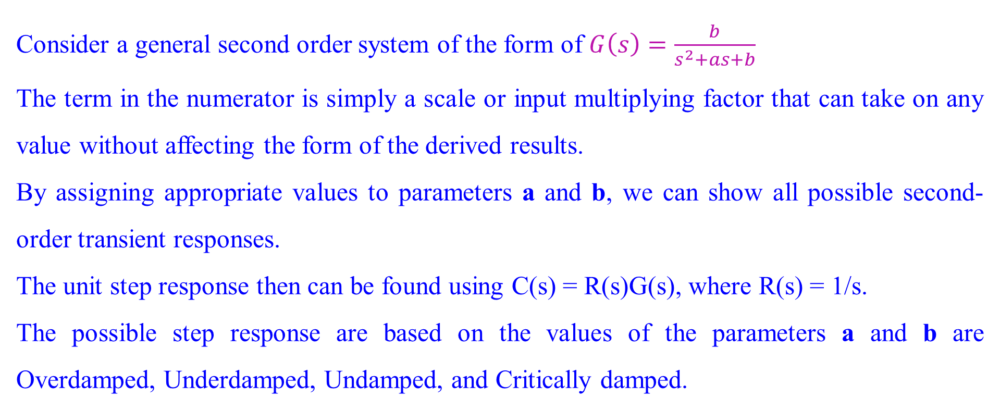 Consider a general second order system of the form of G(s) = b/(s²+as+b)
The term in the numerator is simply a scale or input multiplying factor that can take on any
value without affecting the form of the derived results.
By assigning appropriate values to parameters a and b, we can show all possible second-
order transient responses.
The unit step response then can be found using C(s) = R(s)G(s), where R(s) = 1/s.
The possible step response are based on the values of the parameters a and b are
Overdamped, Underdamped, Undamped, and Critically damped.